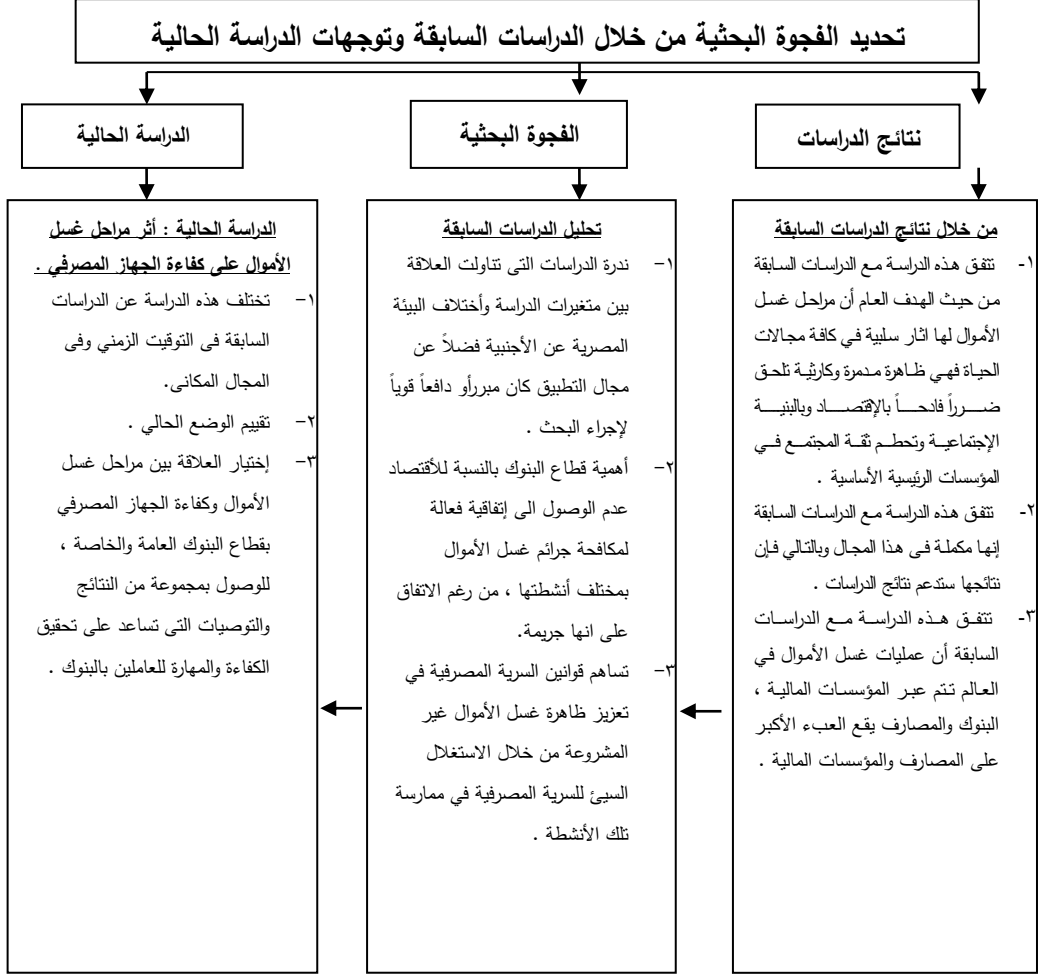 تحديد الفجوة البحثية من خلال الدراسات السابقة وتوجهات الدراسة الحالية
نتائج الدراسات
الفجوة البحثية
الدراسة الحالية
من خلال نتائج الدراسات السابقة
١- تتفق هذه الدراسة مع الدراسات السابقة
من حيث الهدف العام أن مراحل غسل
الأموال لها اثار سلبية في كافة مجالات
الحياة فهي ظاهرة مدمرة وكارثية تلحق
ضرراً فادحاً بالإقتصاد وبالبنية
الإجتماعية وتحطم ثقة المجتمع في
المؤسسات الرئيسية الأساسية .
٢- تتفق هذه الدراسة مع الدراسات السابقة
إنها مكملة فى هذا المجال وبالتالي فإن
نتائجها ستدعم نتائج الدراسات .
٣- تتفق هذه الدراسة مع الدراسات
السابقة أن عمليات غسل الأموال في
العالم تتم عبر المؤسسات المالية ،
البنوك والمصارف يقع العبء الأكبر
على المصارف والمؤسسات المالية .
تحليل الدراسات السابقة
١- ندرة الدراسات التى تناولت العلاقة
بين متغيرات الدراسة وأختلاف البيئة
المصرية عن الأجنبية فضلاً عن
مجال التطبيق كان مبررأو دافعاً قوياً
لإجراء البحث .
٢- أهمية قطاع البنوك بالنسبة للأقتصاد
عدم الوصول الى إتفاقية فعالة
لمكافحة جرائم غسل الأموال
بمختلف أنشطتها ، من رغم الاتفاق
على انها جريمة.
٣- تساهم قوانين السرية المصرفية في
تعزيز ظاهرة غسل الأموال غير
المشروعة من خلال الاستغلال
السيئ للسرية المصرفية في ممارسة
تلك الأنشطة .
الدراسة الحالية : أثر مراحل غسل
الأموال على كفاءة الجهاز المصرفي .
١- تختلف هذه الدراسة عن الدراسات
السابقة فى التوقيت الزمني وفى
المجال المكانى.
٢- تقييم الوضع الحالي .
٣- إختيار العلاقة بين مراحل غسل
الأموال وكفاءة الجهاز المصرفي
بقطاع البنوك العامة والخاصة ،
للوصول بمجموعة من النتائج
والتوصيات التى تساعد على تحقيق
الكفاءة والمهارة للعاملين بالبنوك .